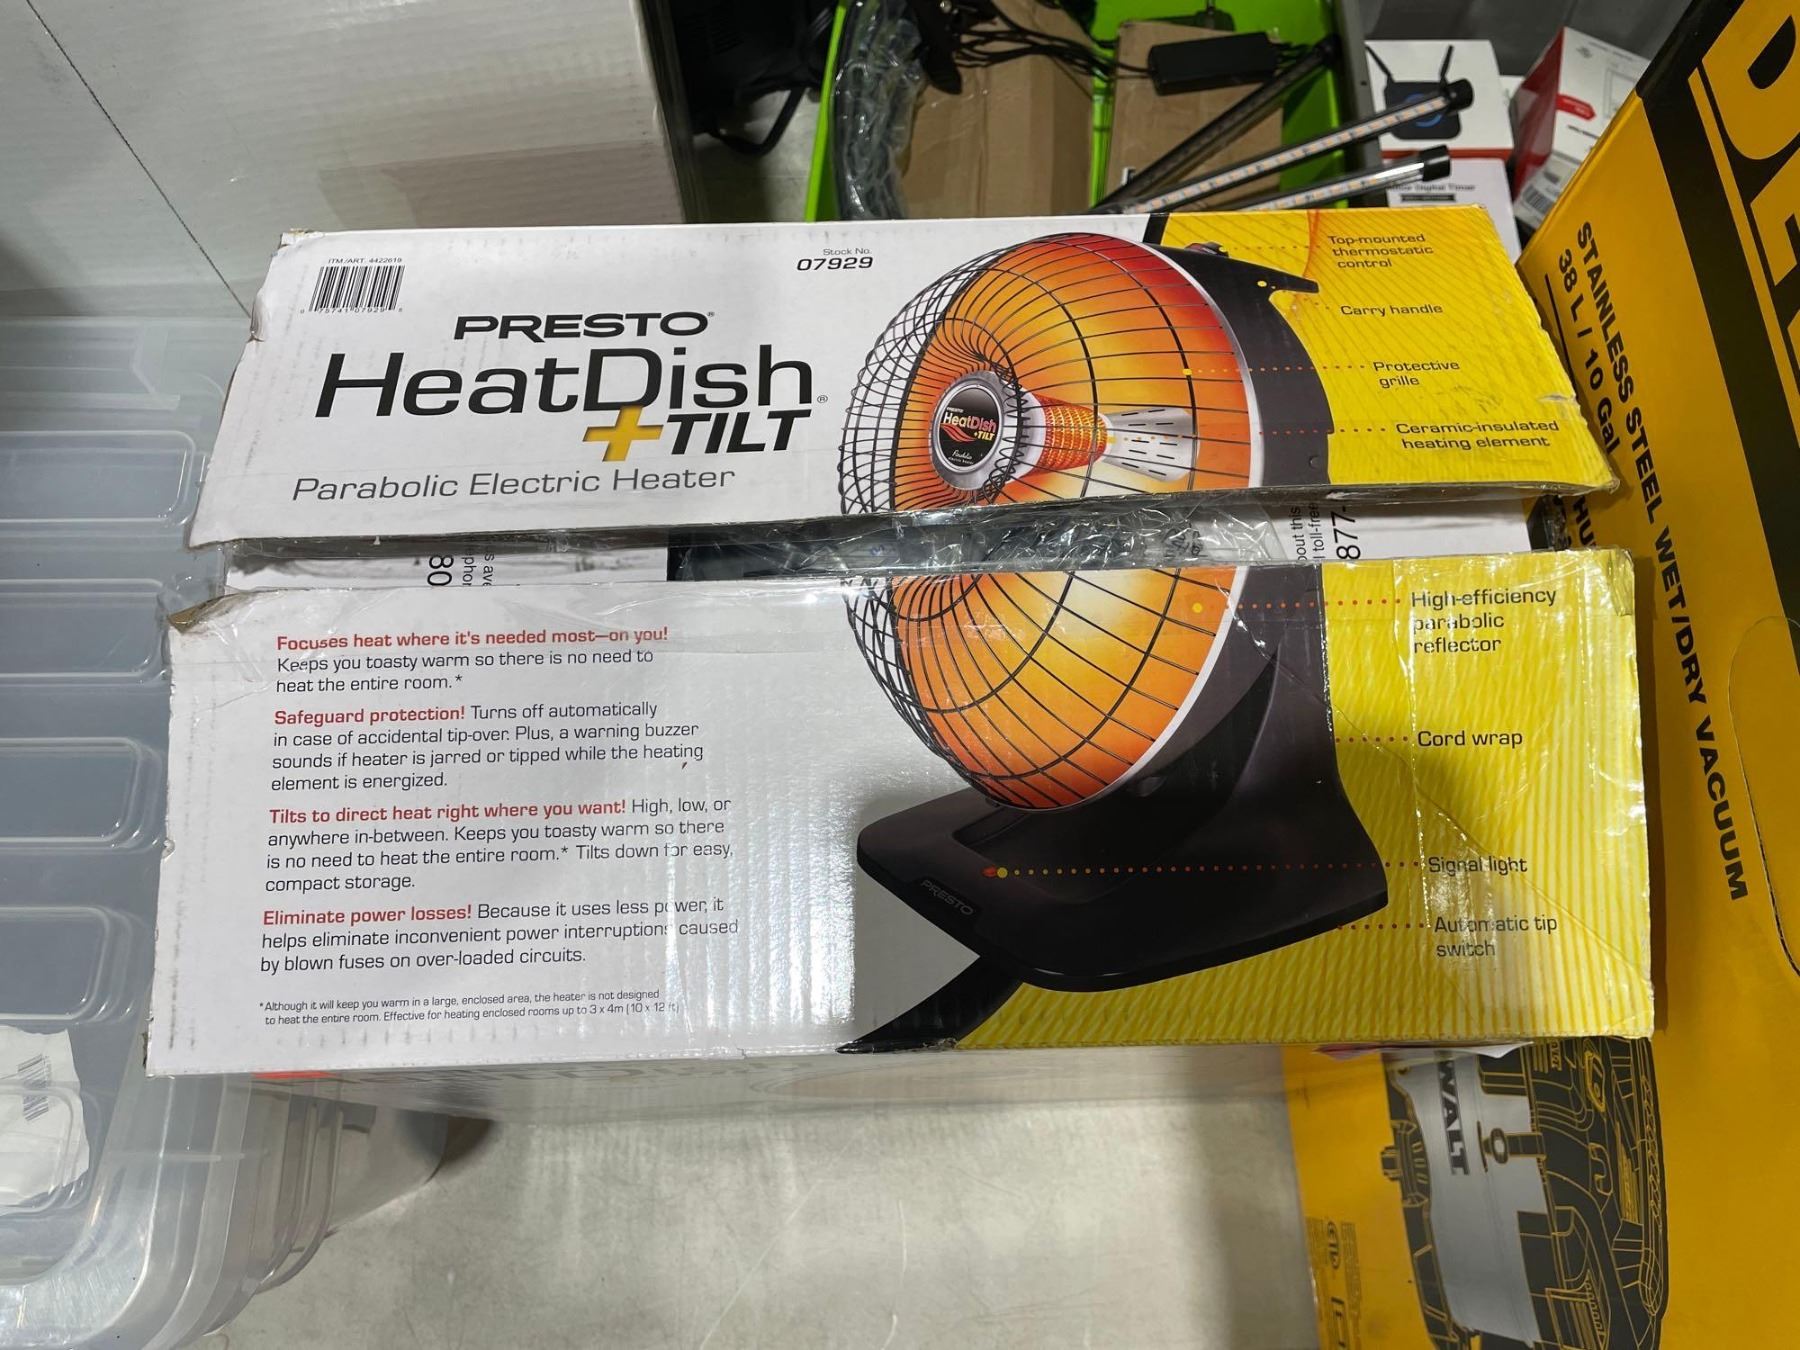 ITM./ART. 4422619
Stock No.
07929
PRESTO®
HeatDish®
+TILT
Parabolic Electric Heater
PRESTO
HeatDish
+TILT
Top-mounted
thermostatic
control
Carry handle
Protective
grille
Ceramic-insulated
heating element
80
877-
High-efficiency
parabolic
reflector
Cord wrap
Signal light
Automatic tip
switch
PRESTO
Focuses heat where it's needed most—on you!
Keeps you toasty warm so there is no need to
heat the entire room.*
Safeguard protection! Turns off automatically
in case of accidental tip-over. Plus, a warning buzzer
sounds if heater is jarred or tipped while the heating
element is energized.
Tilts to direct heat right where you want! High, low, or
anywhere in-between. Keeps you toasty warm so there
is no need to heat the entire room.* Tilts down for easy,
compact storage.
Eliminate power losses! Because it uses less power, it
helps eliminate inconvenient power interruptions caused
by blown fuses on over-loaded circuits.
*Although it will keep you warm in a large, enclosed area, the heater is not designed
to heat the entire room. Effective for heating enclosed rooms up to 3 x 4m (10 x 12 ft)
STAINLESS STEEL WET/DRY VACUUM
38 L / 10 Gal
Digital Timer
WALT